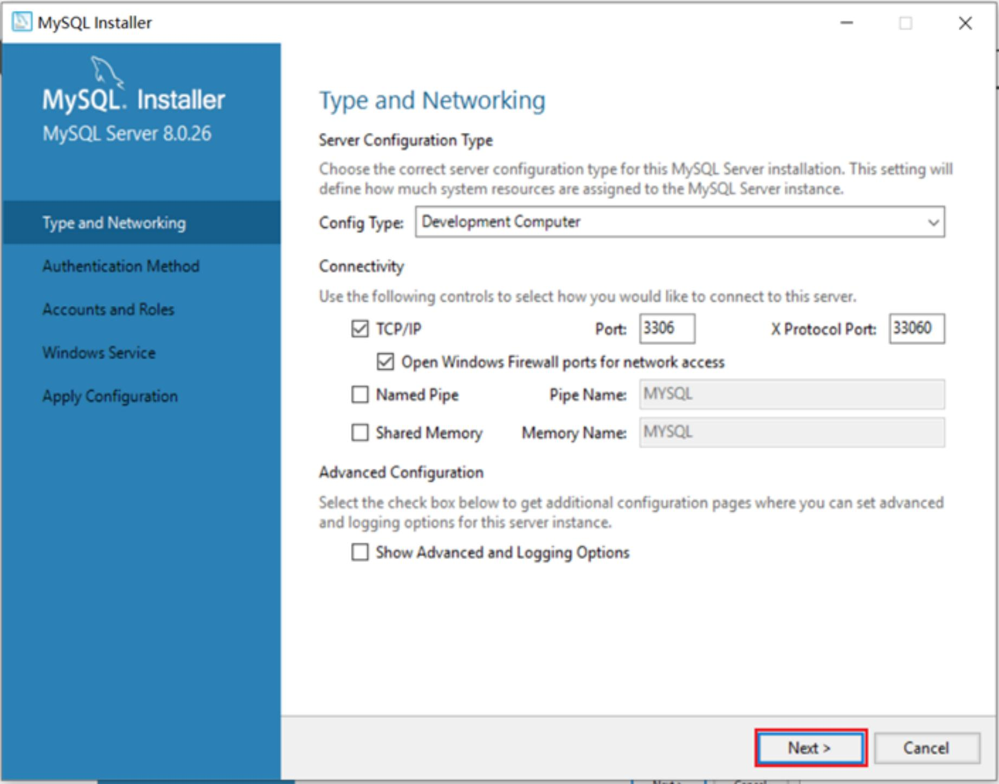 MySQL Installer
MySQL. Installer
MySQL Server 8.0.26
Type and Networking
Authentication Method
Accounts and Roles
Windows Service
Apply Configuration
Type and Networking
Server Configuration Type
Choose the correct server configuration type for this MySQL Server installation. This setting will
define how much system resources are assigned to the MySQL Server instance.
Config Type: Development Computer
Connectivity
Use the following controls to select how you would like to connect to this server.
TCP/IP Port: 3306 X Protocol Port: 33060
Open Windows Firewall ports for network access
Named Pipe Pipe Name: MYSQL
Shared Memory Memory Name: MYSQL
Advanced Configuration
Select the check box below to get additional configuration pages where you can set advanced
and logging options for this server instance.
Show Advanced and Logging Options
Next > Cancel